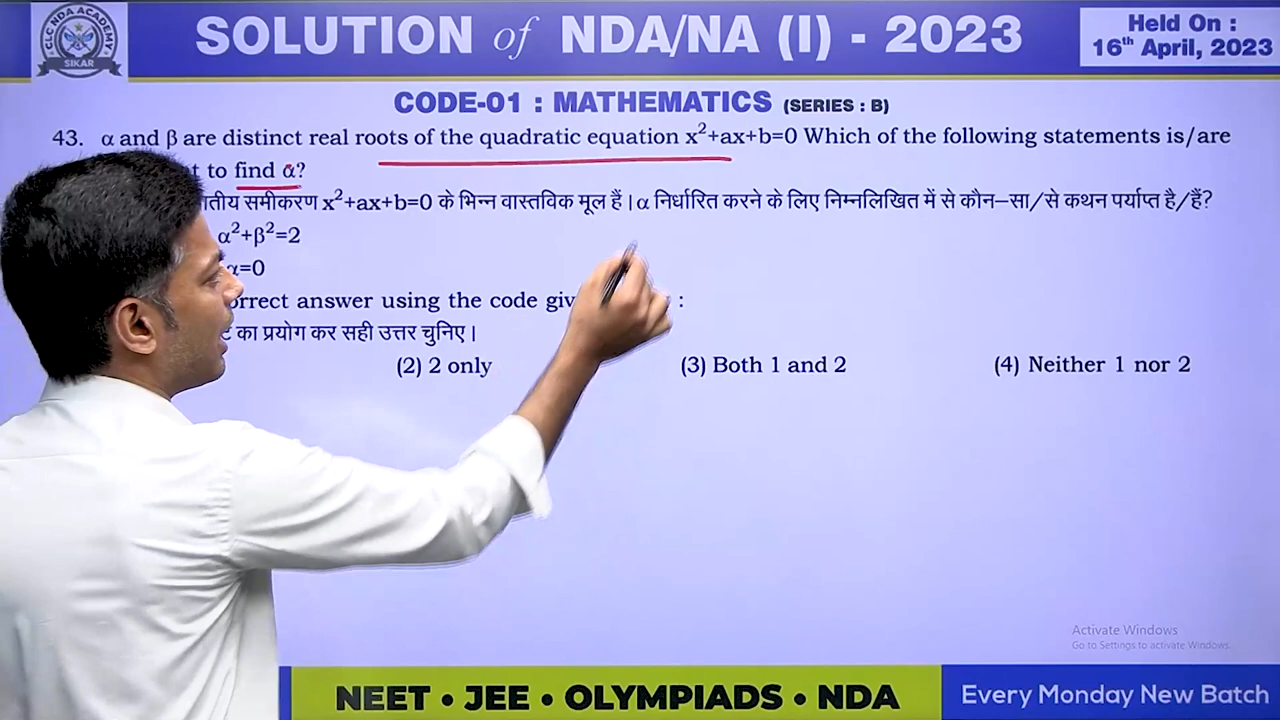 CLC NDA ACADEMY
SIKAR
SOLUTION of NDA/NA (I) - 2023
Held On :
16th April, 2023
CODE-01 : MATHEMATICS (SERIES : B)
43. α and β are distinct real roots of the quadratic equation x²+ax+b=0 Which of the following statements is/are
to find α?
समीकरण x²+ax+b=0 के भिन्न वास्तविक मूल हैं। α निर्धारित करने के लिए निम्नलिखित में से कौन–सा/से कथन पर्याप्त है/हैं?
α²+β²=2
=0
answer using the code
का प्रयोग कर सही उत्तर चुनिए।
(2) 2 only (3) Both 1 and 2 (4) Neither 1 nor 2
Activate Windows
Go to Settings to activate Windows.
NEET • JEE • OLYMPIADS • NDA
Every Monday New Batch